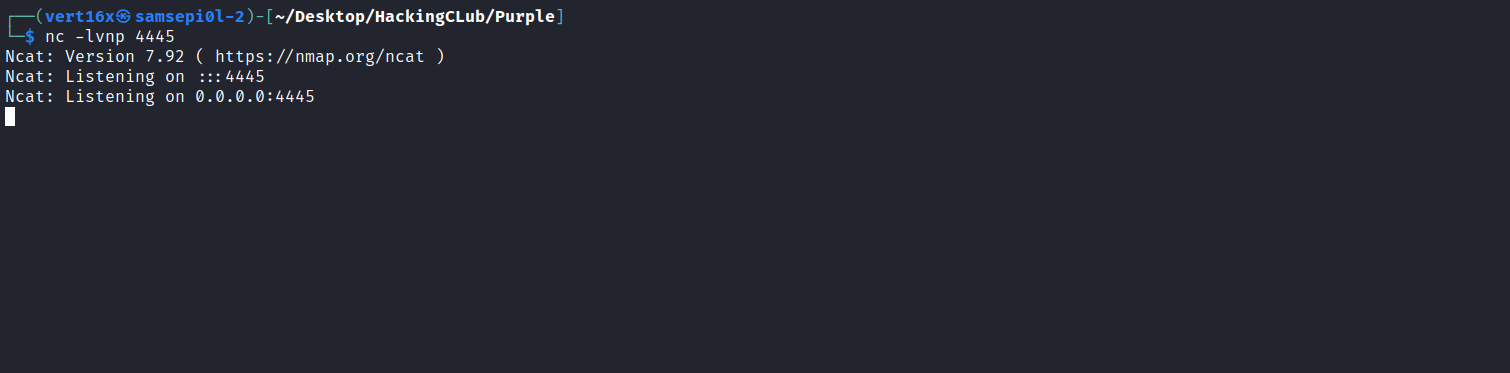 ┌──(vert16x㉿samsepi0l-2)-[~/Desktop/HackingCLub/Purple]
└─$ nc -lvnp 4445
Ncat: Version 7.92 ( https://nmap.org/ncat )
Ncat: Listening on :::4445
Ncat: Listening on 0.0.0.0:4445